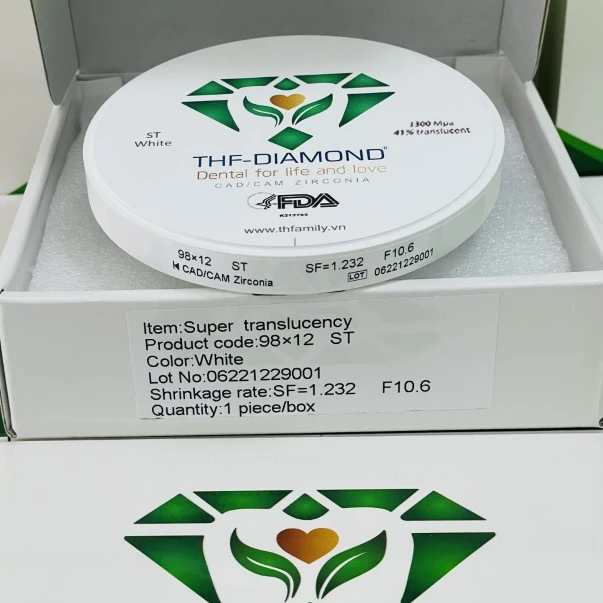 ST
White
1300 Mpa
41% translucent
THF-DIAMOND®
Dental for life and love
CAD/CAM ZIRCONIA
FDA
K212763
www.thfamily.vn
98×12 ST SF=1.232 F10.6
CAD/CAM Zirconia LOT 06221229001
Item:Super translucency
Product code:98×12 ST
Color:White
Lot No:06221229001
Shrinkage rate:SF=1.232 F10.6
Quantity:1 piece/box